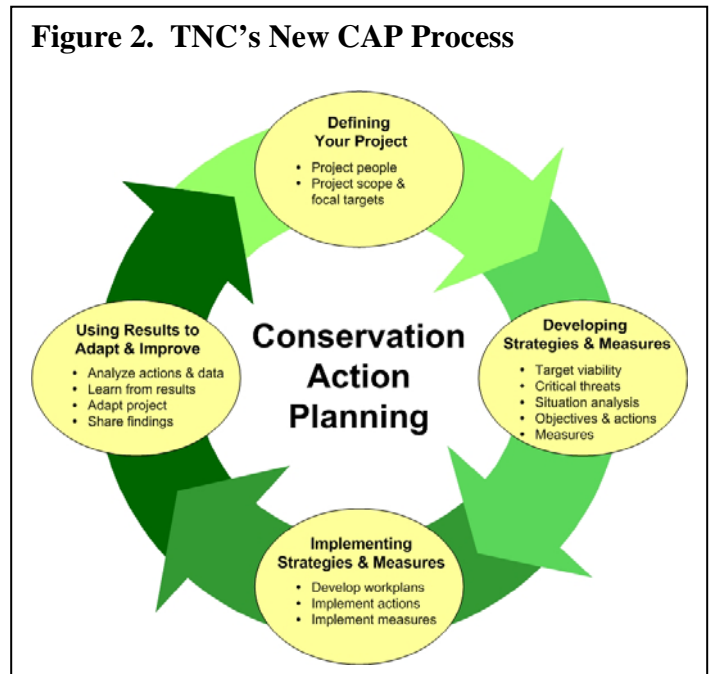 Figure 2. TNC's New CAP Process
Defining
Your Project
• Project people
• Project scope &
focal targets
Developing
Strategies & Measures
• Target viability
• Critical threats
• Situation analysis
• Objectives & actions
• Measures
Implementing
Strategies & Measures
• Develop workplans
• Implement actions
• Implement measures
Using Results to
Adapt & Improve
• Analyze actions & data
• Learn from results
• Adapt project
• Share findings
Conservation
Action
Planning